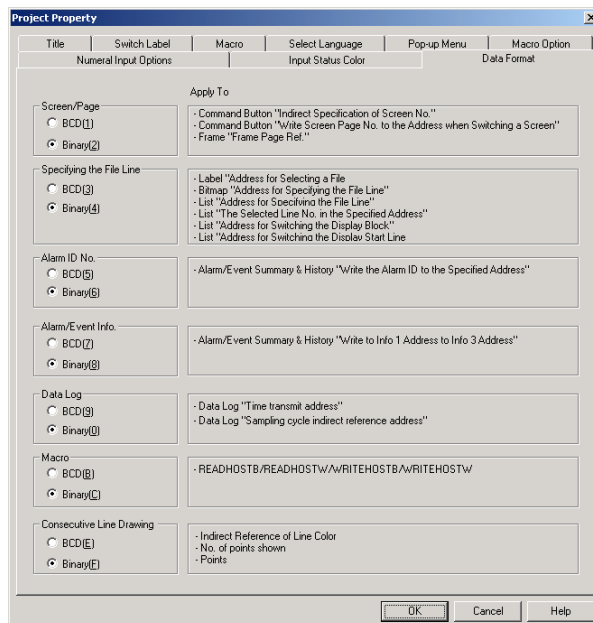 Project Property
Title Switch Label Macro Select Language Pop-up Menu Macro Option
Numeral Input Options Input Status Color Data Format
Apply To
Screen/Page
BCD(1)
Binary(2)
- Command Button "Indirect Specification of Screen No."
- Command Button "Write Screen Page No. to the Address when Switching a Screen"
- Frame "Frame Page Ref."
Specifying the File Line
BCD(3)
Binary(4)
- Label "Address for Selecting a File
- Bitmap "Address for Specifying the File Line"
- List "Address for Specifying the File Line"
- List "The Selected Line No. in the Specified Address"
- List "Address for Switching the Display Block"
- List "Address for Switching the Display Start Line
Alarm ID No.
BCD(5)
Binary(6)
- Alarm/Event Summary & History "Write the Alarm ID to the Specified Address"
Alarm/Event Info.
BCD(7)
Binary(8)
- Alarm/Event Summary & History "Write to Info 1 Address to Info 3 Address"
Data Log
BCD(9)
Binary(0)
- Data Log "Time transmit address"
- Data Log "Sampling cycle indirect reference address"
Macro
BCD(B)
Binary(C)
- READHOSTB/READHOSTW/WRITEHOSTB/WRITEHOSTW
Consecutive Line Drawing
BCD(E)
Binary(F)
- Indirect Reference of Line Color
- No. of points shown
- Points
OK Cancel Help